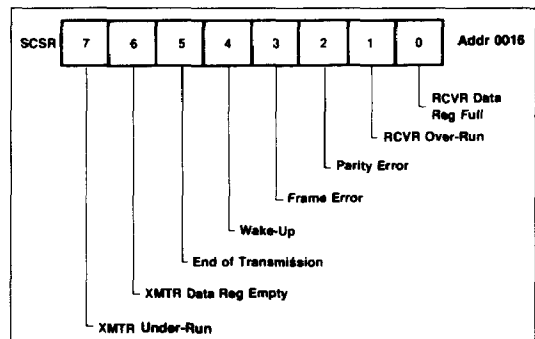 SCSR 7 6 5 4 3 2 1 0 Addr 0016
RCVR Data
Reg Full
RCVR Over-Run
Parity Error
Frame Error
Wake-Up
End of Transmission
XMTR Data Reg Empty
XMTR Under-Run